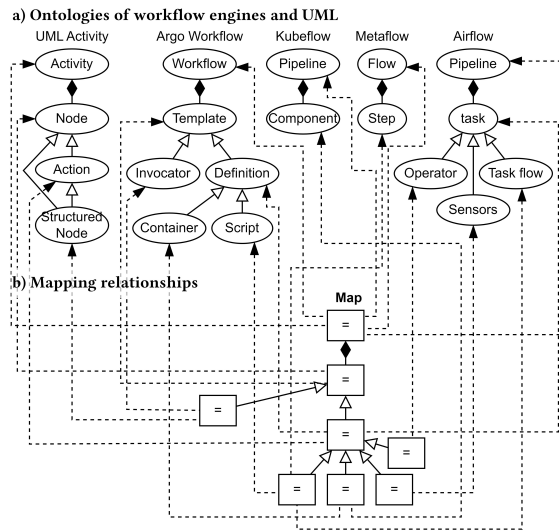 a) Ontologies of workflow engines and UML
UML Activity Argo Workflow Kubeflow Metaflow Airflow
Activity Workflow Pipeline Flow Pipeline
Node Template Component Step task
Action Invocator Definition Operator Task flow
Structured
Node Container Script Sensors
b) Mapping relationships
Map
=
=
=
=
=
= = =